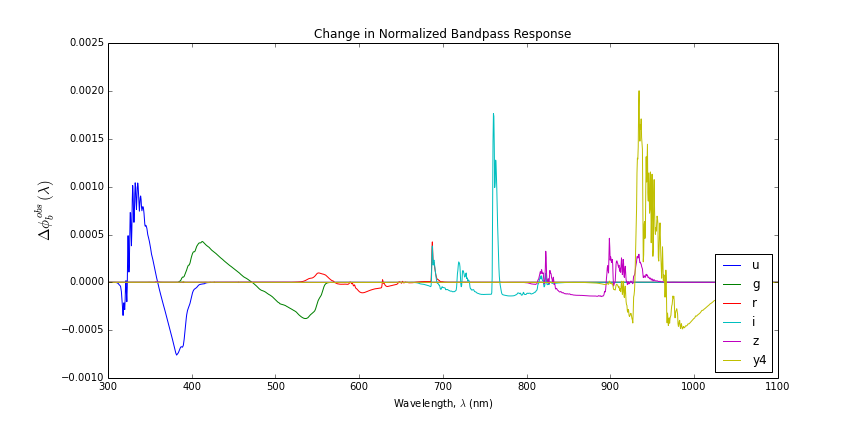 Change in Normalized Bandpass Response
0.0025
0.0020
0.0015
0.0010
0.0005
0.0000
−0.0005
−0.0010
Δϕ_b^obs (λ)
300
400
500
600
700
800
900
1000
1100
Wavelength, λ (nm)
u
g
r
i
z
y4